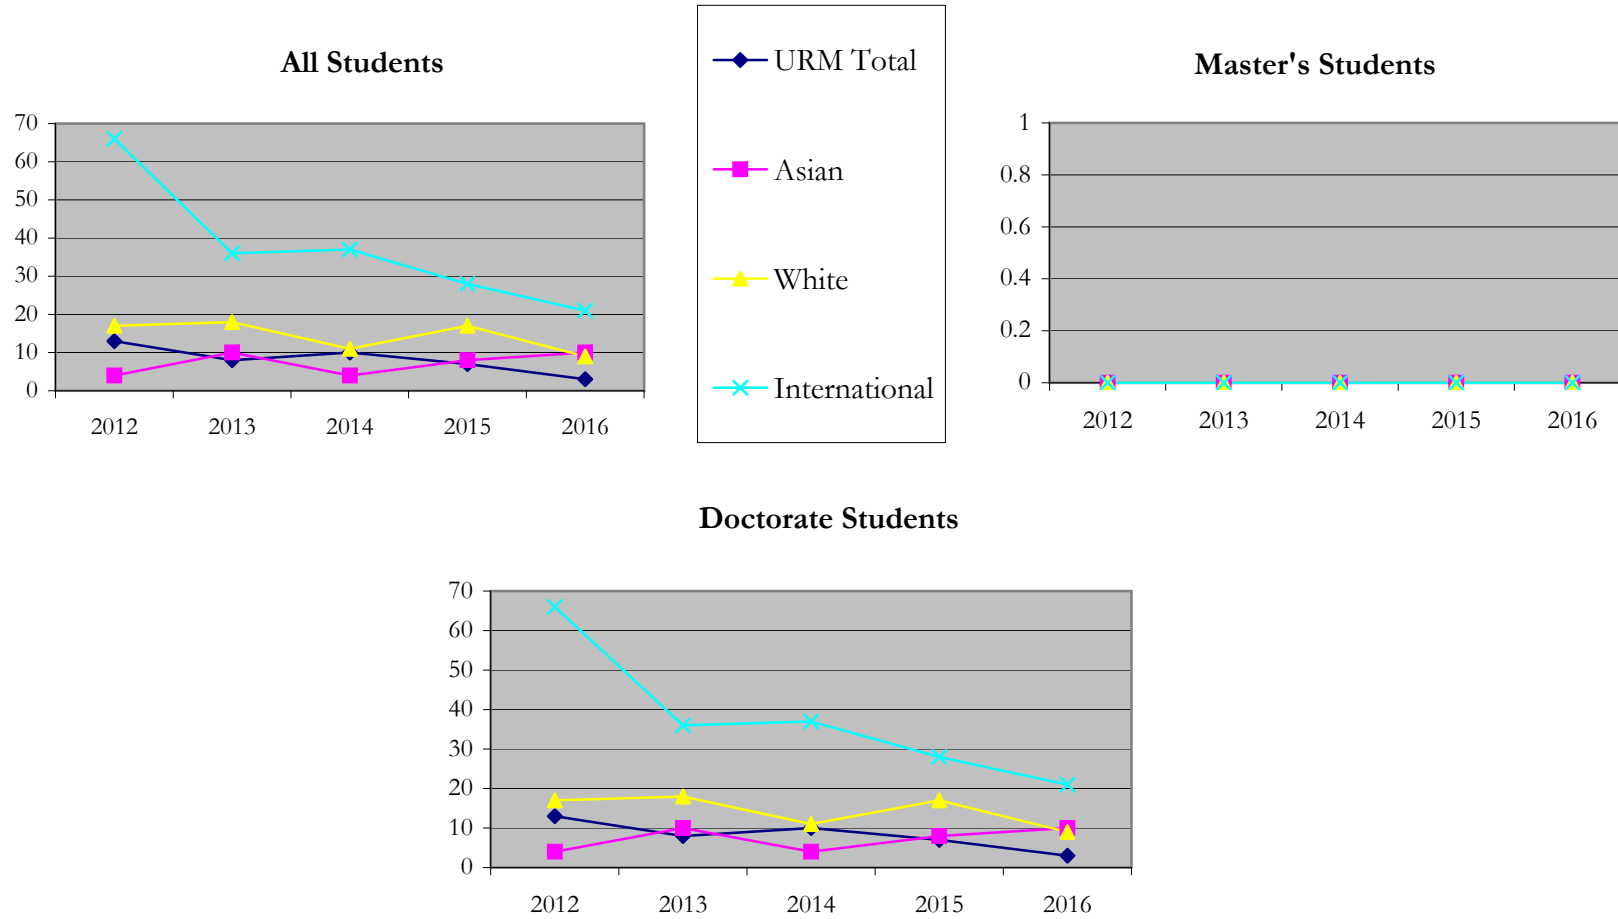 All Students
70
60
50
40
30
20
10
0
2012 2013 2014 2015 2016
URM Total
Asian
White
International
Master's Students
1
0.8
0.6
0.4
0.2
0
2012 2013 2014 2015 2016
Doctorate Students
70
60
50
40
30
20
10
0
2012 2013 2014 2015 2016